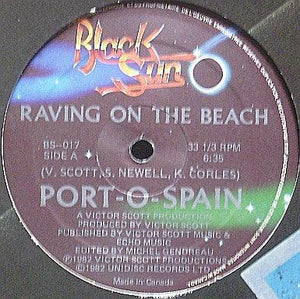 Black Sun
RAVING ON THE BEACH
BS-017
SIDE A
33 1/3 RPM
6:35
(V. SCOTT, S. NEWELL, K. CORLES)
PORT-O-SPAIN
A VICTOR SCOTT PRODUCTION
PRODUCED BY VICTOR SCOTT
PUBLISHED BY VICTOR SCOTT MUSIC &
ECHO MUSIC
EDITED BY MICHEL GENDREAU
℗1982 VICTOR SCOTT PRODUCTIONS
©1982 UNIDISC RECORDS LTD
Made in Canada